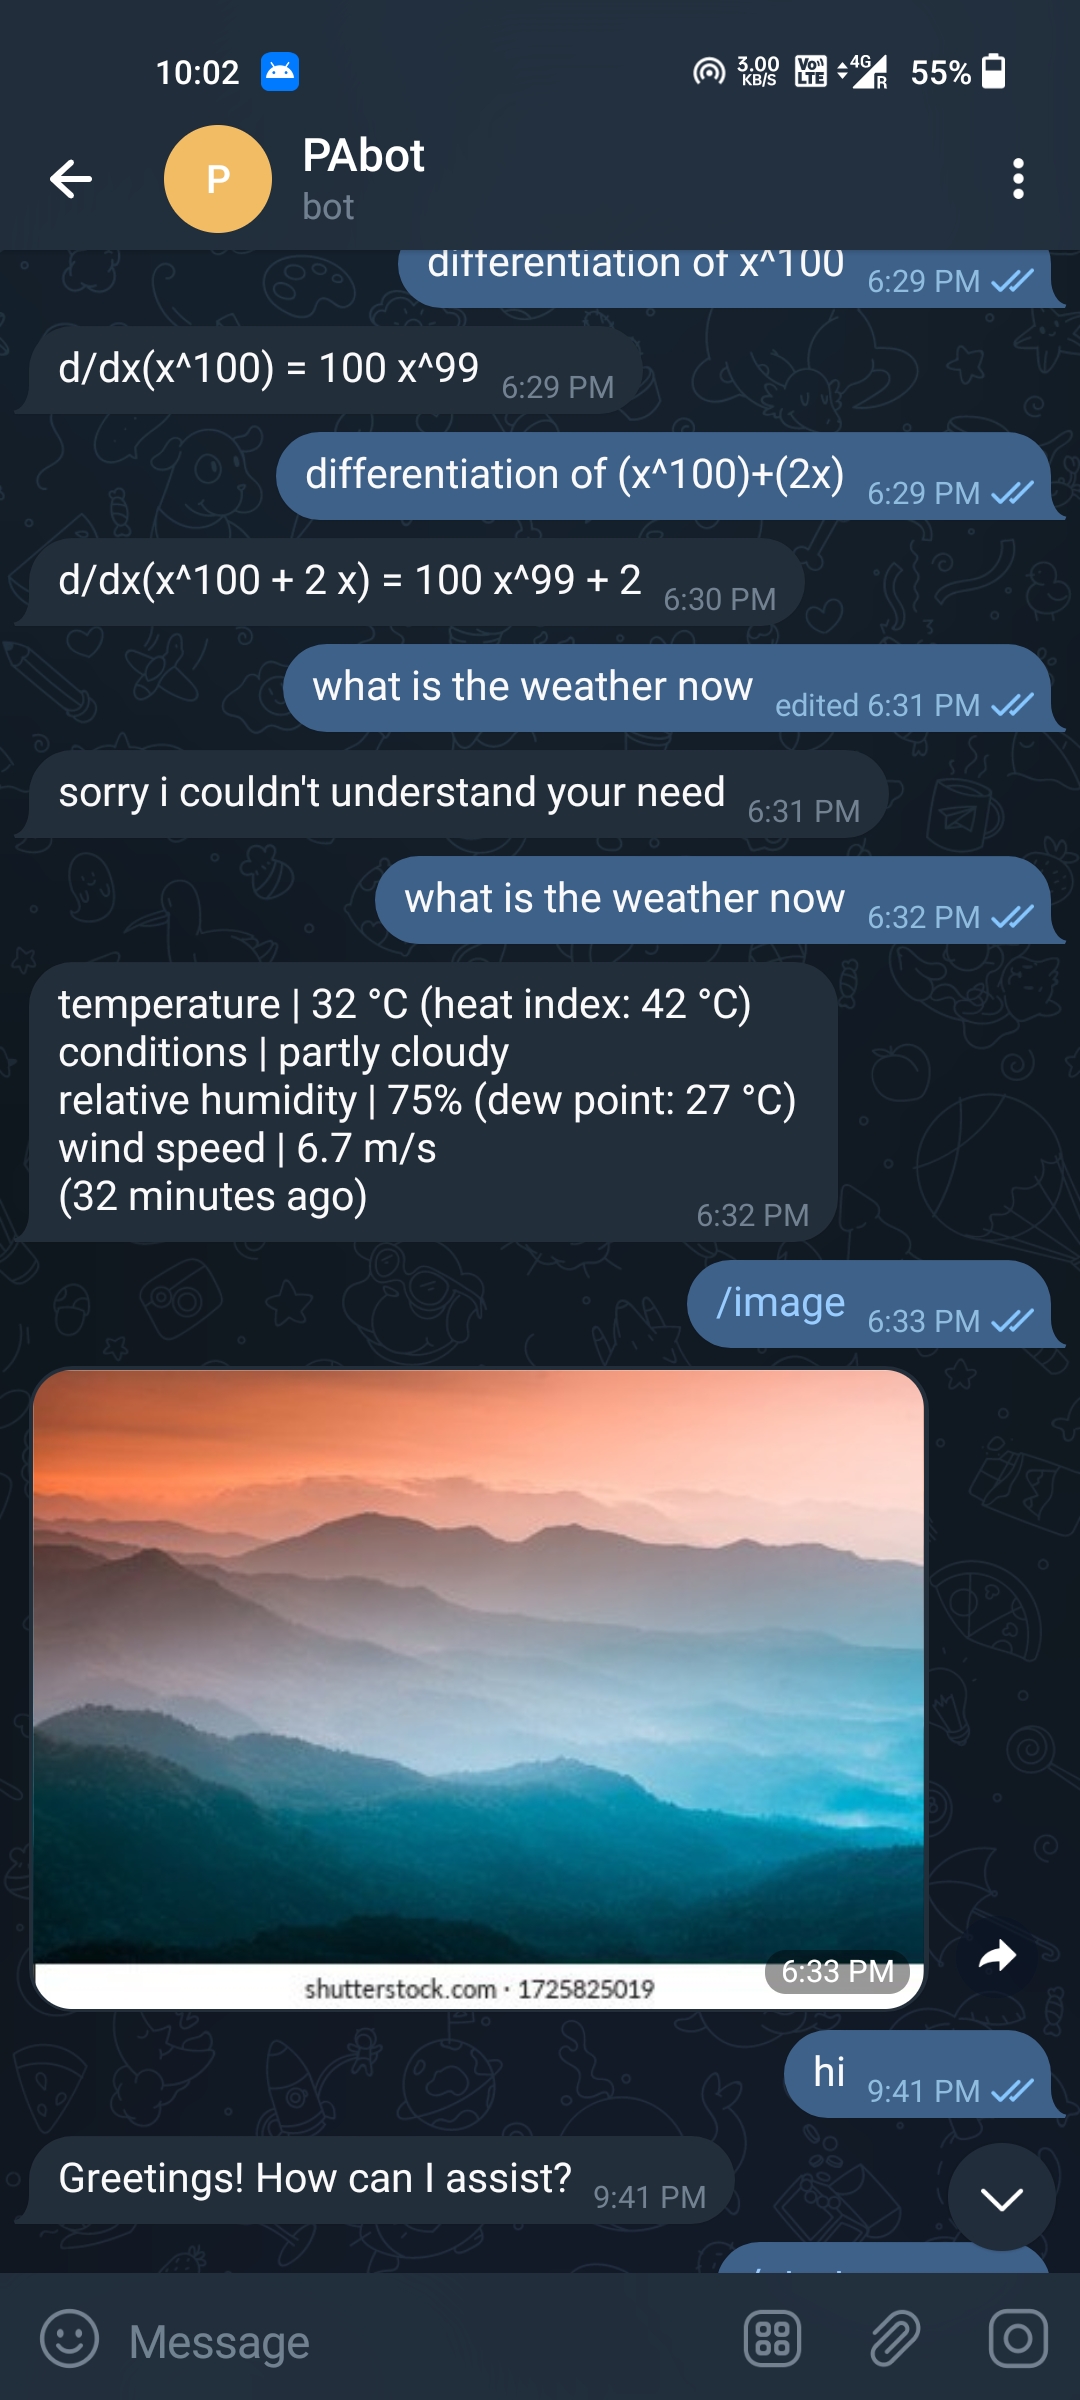 10:02
3.00
KB/S
Vo
LTE
4G
R
55%
P
PAbot
bot
differentiation of x^100 6:29 PM
d/dx(x^100) = 100 x^99 6:29 PM
differentiation of (x^100)+(2x) 6:29 PM
d/dx(x^100 + 2 x) = 100 x^99 + 2 6:30 PM
what is the weather now edited 6:31 PM
sorry i couldn't understand your need 6:31 PM
what is the weather now 6:32 PM
temperature | 32 °C (heat index: 42 °C)
conditions | partly cloudy
relative humidity | 75% (dew point: 27 °C)
wind speed | 6.7 m/s
(32 minutes ago) 6:32 PM
/image 6:33 PM
6:33 PM
shutterstock.com · 1725825019
hi 9:41 PM
Greetings! How can I assist? 9:41 PM
Message